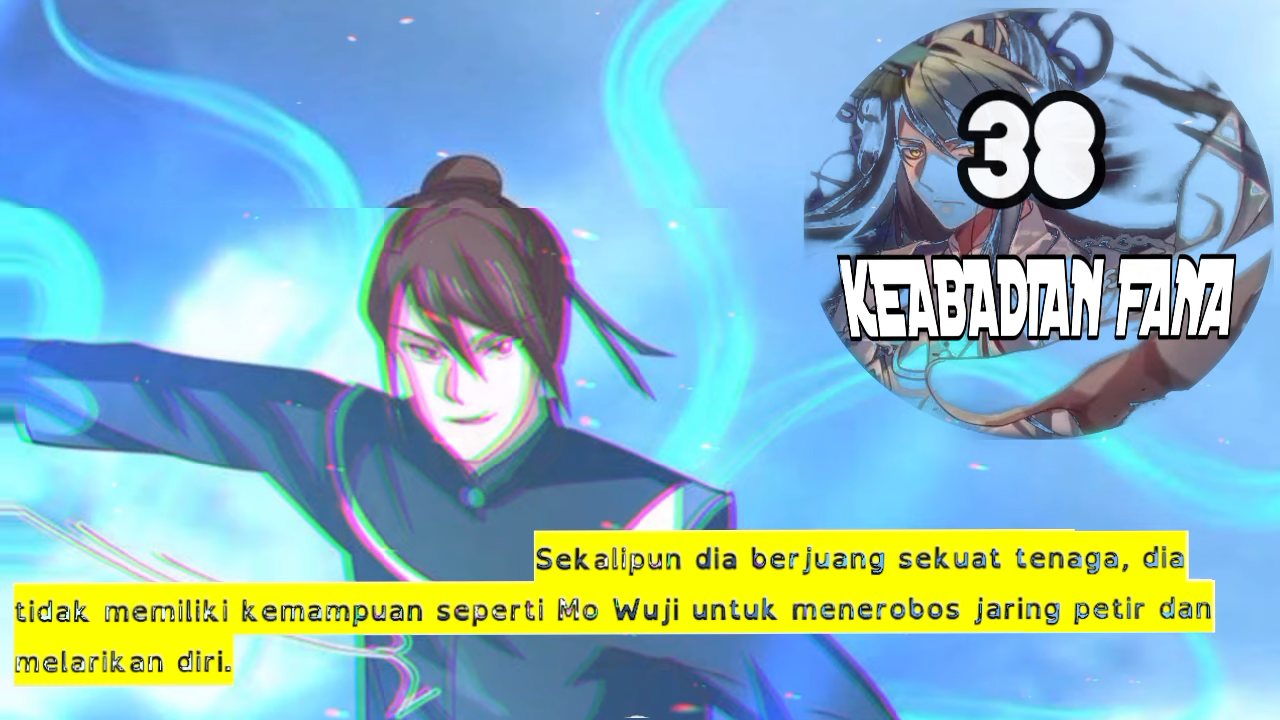 38
KEABADIAN FANA
Sekalipun dia berjuang sekuat tenaga, dia
tidak memiliki kemampuan seperti Mo Wuji untuk menerobos jaring petir dan
melarikan diri.